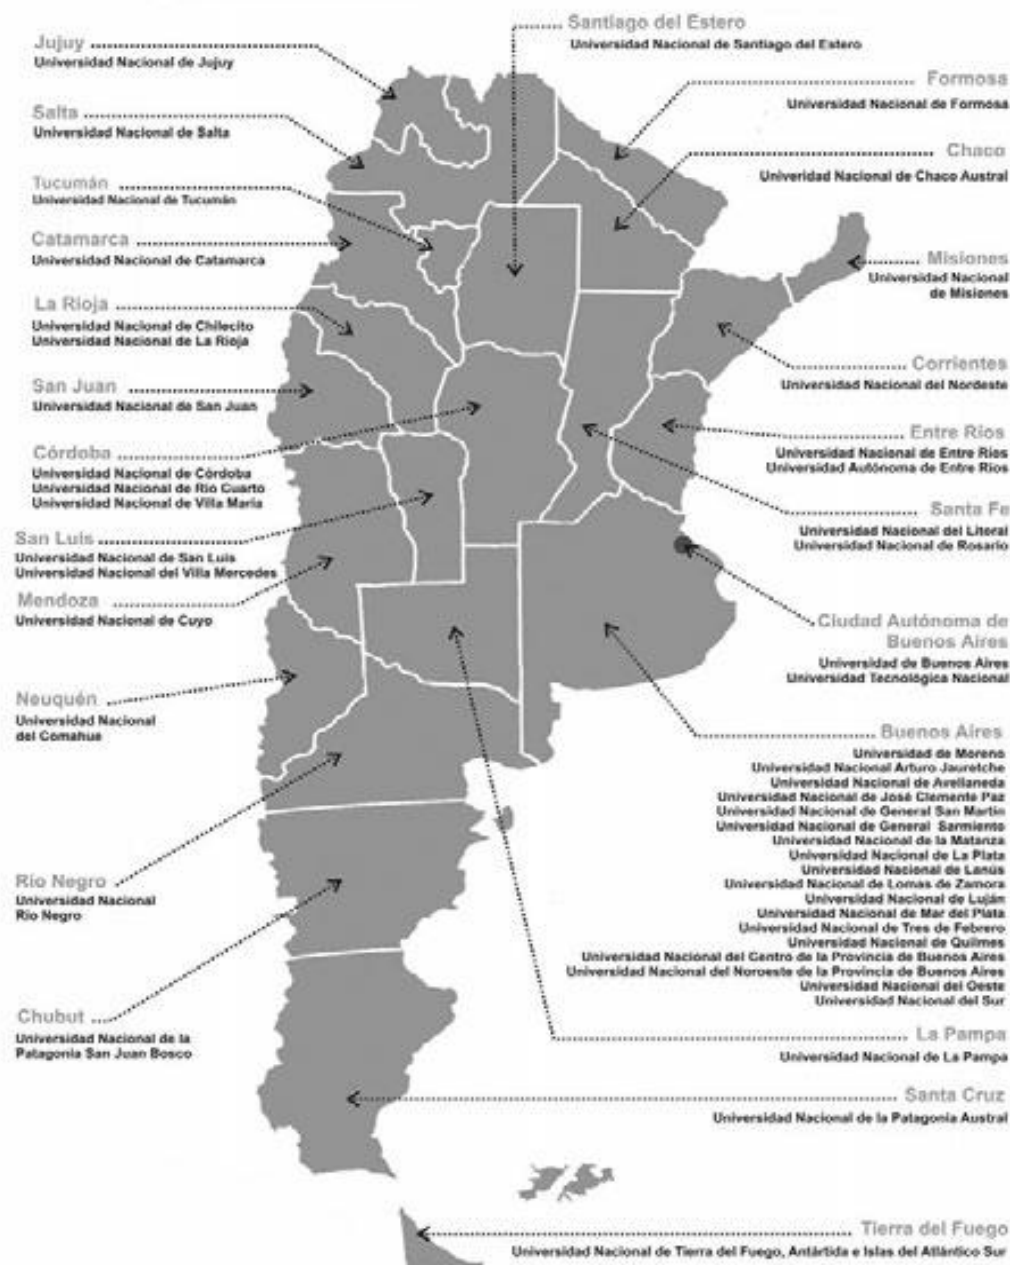 Jujuy
Universidad Nacional de Jujuy
Salta
Universidad Nacional de Salta
Tucumán
Universidad Nacional de Tucumán
Catamarca
Universidad Nacional de Catamarca
La Rioja
Universidad Nacional de Chilecito
Universidad Nacional de La Rioja
San Juan
Universidad Nacional de San Juan
Córdoba
Universidad Nacional de Córdoba
Universidad Nacional de Río Cuarto
Universidad Nacional de Villa María
San Luis
Universidad Nacional de San Luis
Universidad Nacional del Villa Mercedes
Mendoza
Universidad Nacional de Cuyo
Neuquén
Universidad Nacional
del Comahue
Río Negro
Universidad Nacional
Río Negro
Chubut
Universidad Nacional de la
Patagonia San Juan Bosco
Santiago del Estero
Universidad Nacional de Santiago del Estero
Formosa
Universidad Nacional de Formosa
Chaco
Univeridad Nacional de Chaco Austral
Misiones
Universidad Nacional
de Misiones
Corrientes
Universidad Nacional del Nordeste
Entre Ríos
Universidad Nacional de Entre Ríos
Universidad Autónoma de Entre Ríos
Santa Fe
Universidad Nacional del Litoral
Universidad Nacional de Rosario
Ciudad Autónoma de
Buenos Aires
Universidad de Buenos Aires
Universidad Tecnológica Nacional
Buenos Aires
Universidad de Moreno
Universidad Nacional Arturo Jauretche
Universidad Nacional de Avellaneda
Universidad Nacional de José Clemente Paz
Universidad Nacional de General San Martín
Universidad Nacional de General Sarmiento
Universidad Nacional de la Matanza
Universidad Nacional de La Plata
Universidad Nacional de Lanús
Universidad Nacional de Lomas de Zamora
Universidad Nacional de Luján
Universidad Nacional de Mar del Plata
Universidad Nacional de Tres de Febrero
Universidad Nacional de Quilmes
Universidad Nacional del Centro de la Provincia de Buenos Aires
Universidad Nacional del Noroeste de la Provincia de Buenos Aires
Universidad Nacional del Oeste
Universidad Nacional del Sur
La Pampa
Universidad Nacional de La Pampa
Santa Cruz
Universidad Nacional de la Patagonia Austral
Tierra del Fuego
Universidad Nacional de Tierra del Fuego, Antártida e Islas del Atlántico Sur